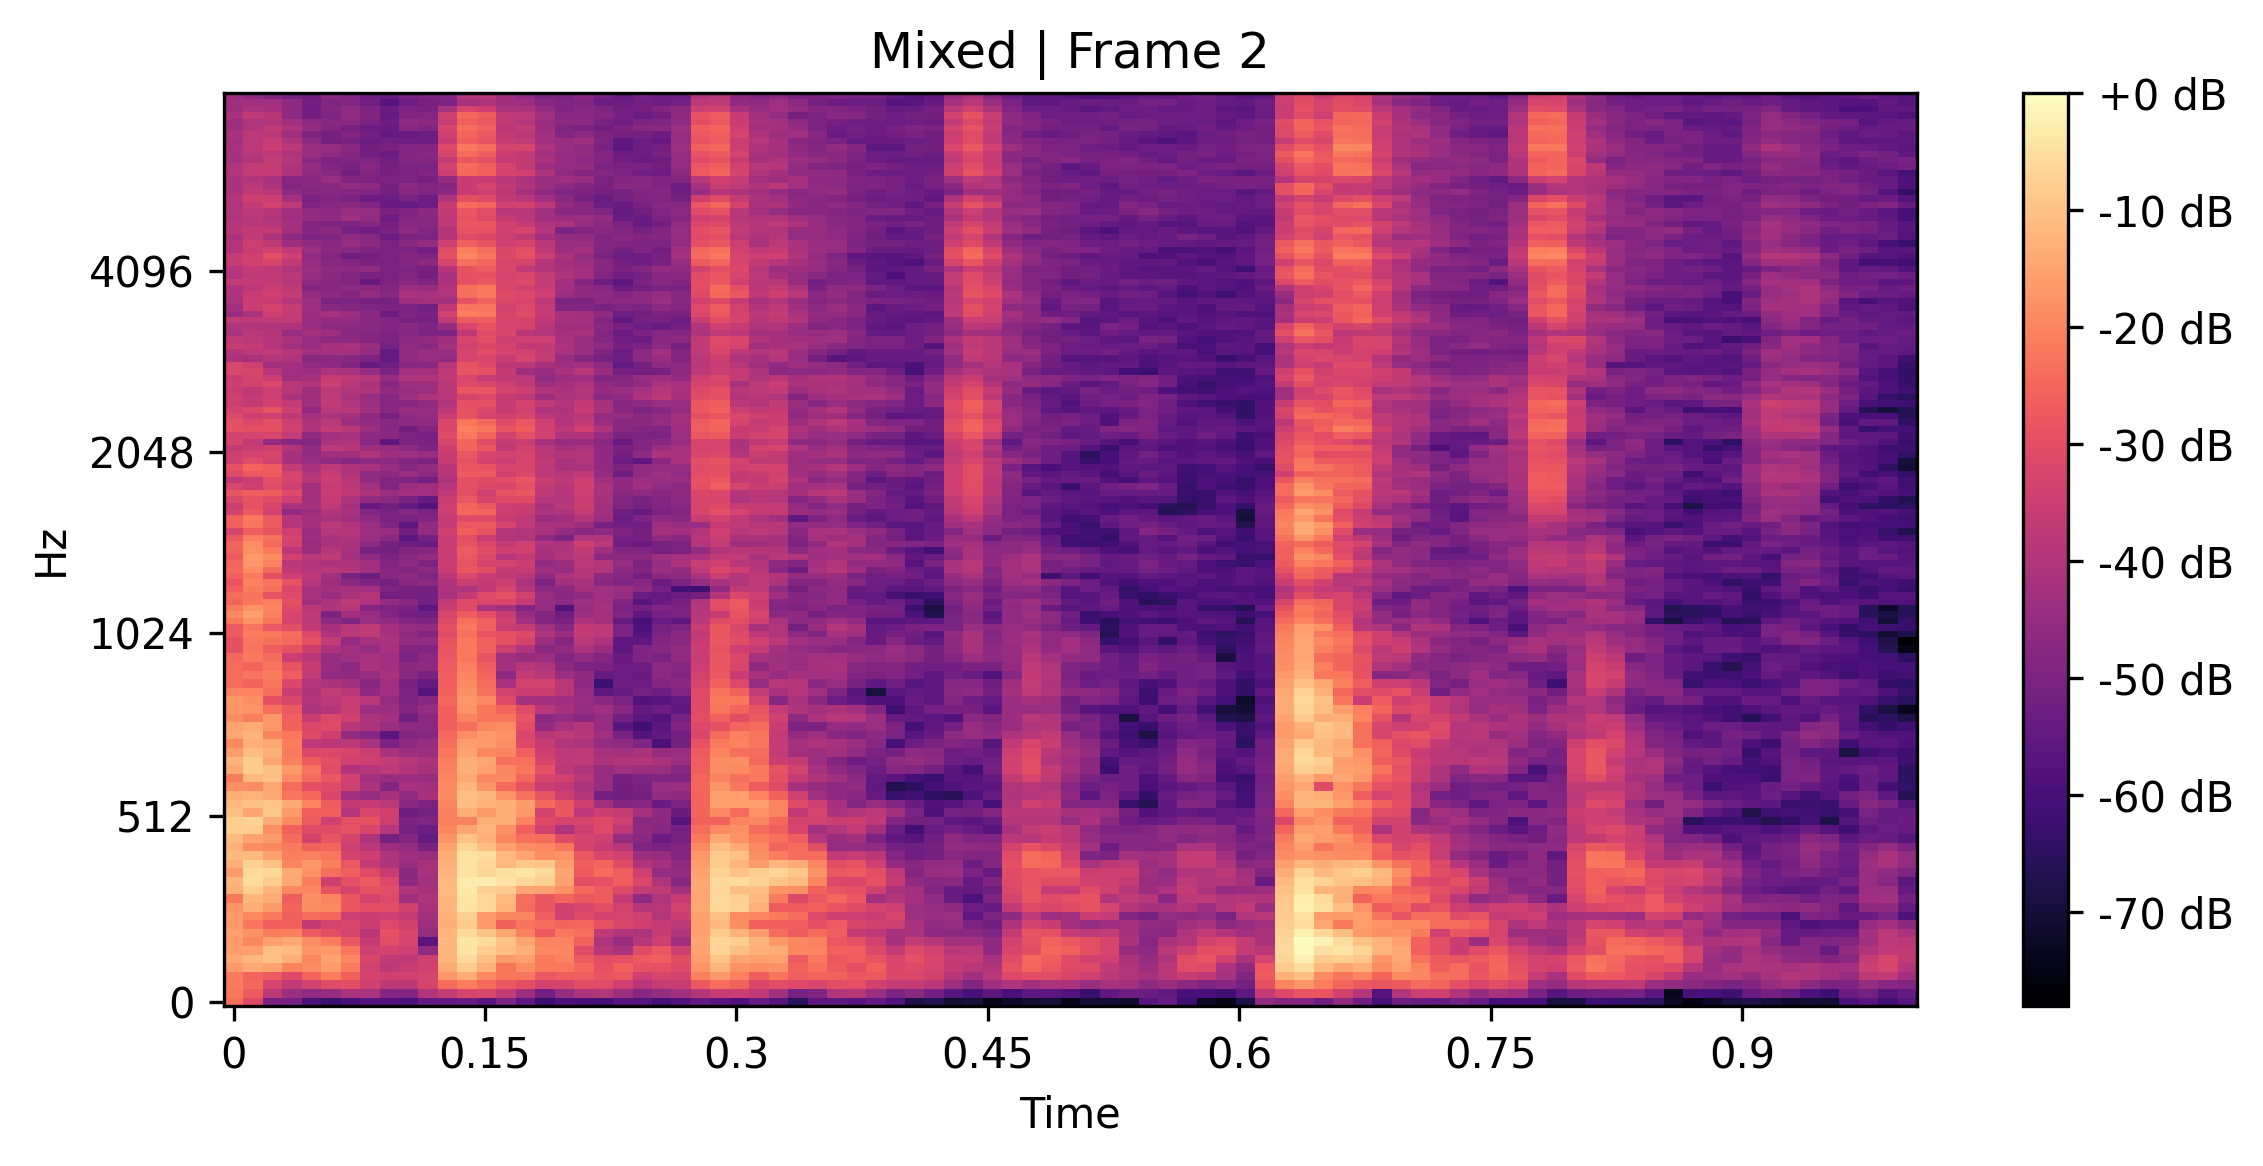 Mixed | Frame 2
+0 dB
-10 dB
-20 dB
-30 dB
-40 dB
-50 dB
-60 dB
-70 dB
Hz
4096
2048
1024
512
0
0 0.15 0.3 0.45 0.6 0.75 0.9
Time